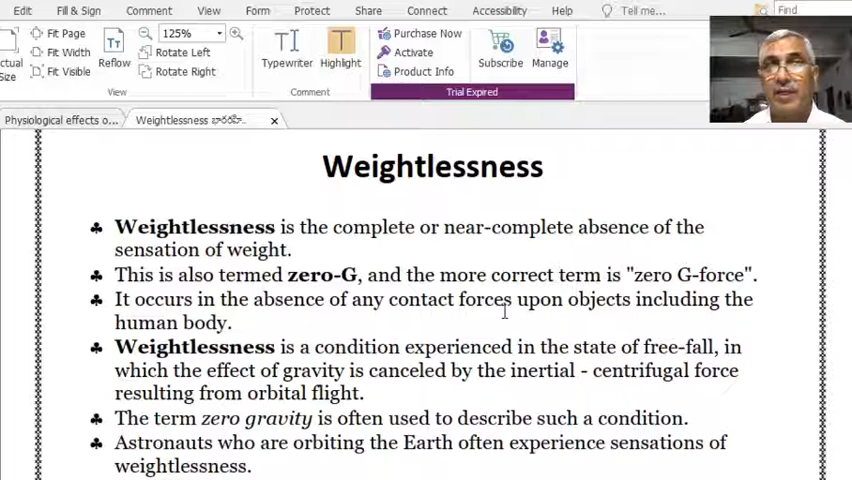 Edit Fill & Sign Comment View Form Protect Share Connect Accessibility Help Tell me... Find
ctual Size
Fit Page
Fit Width
Fit Visible
Reflow
125%
Rotate Left
Rotate Right
View
Typewriter
Highlight
Comment
Purchase Now
Activate
Product Info
Subscribe
Manage
Trial Expired
Physiological effects o... Weightlessness భారరహి...
Weightlessness
♣ Weightlessness is the complete or near-complete absence of the
sensation of weight.
♣ This is also termed zero-G, and the more correct term is "zero G-force".
♣ It occurs in the absence of any contact forces upon objects including the
human body.
♣ Weightlessness is a condition experienced in the state of free-fall, in
which the effect of gravity is canceled by the inertial - centrifugal force
resulting from orbital flight.
♣ The term zero gravity is often used to describe such a condition.
♣ Astronauts who are orbiting the Earth often experience sensations of
weightlessness.